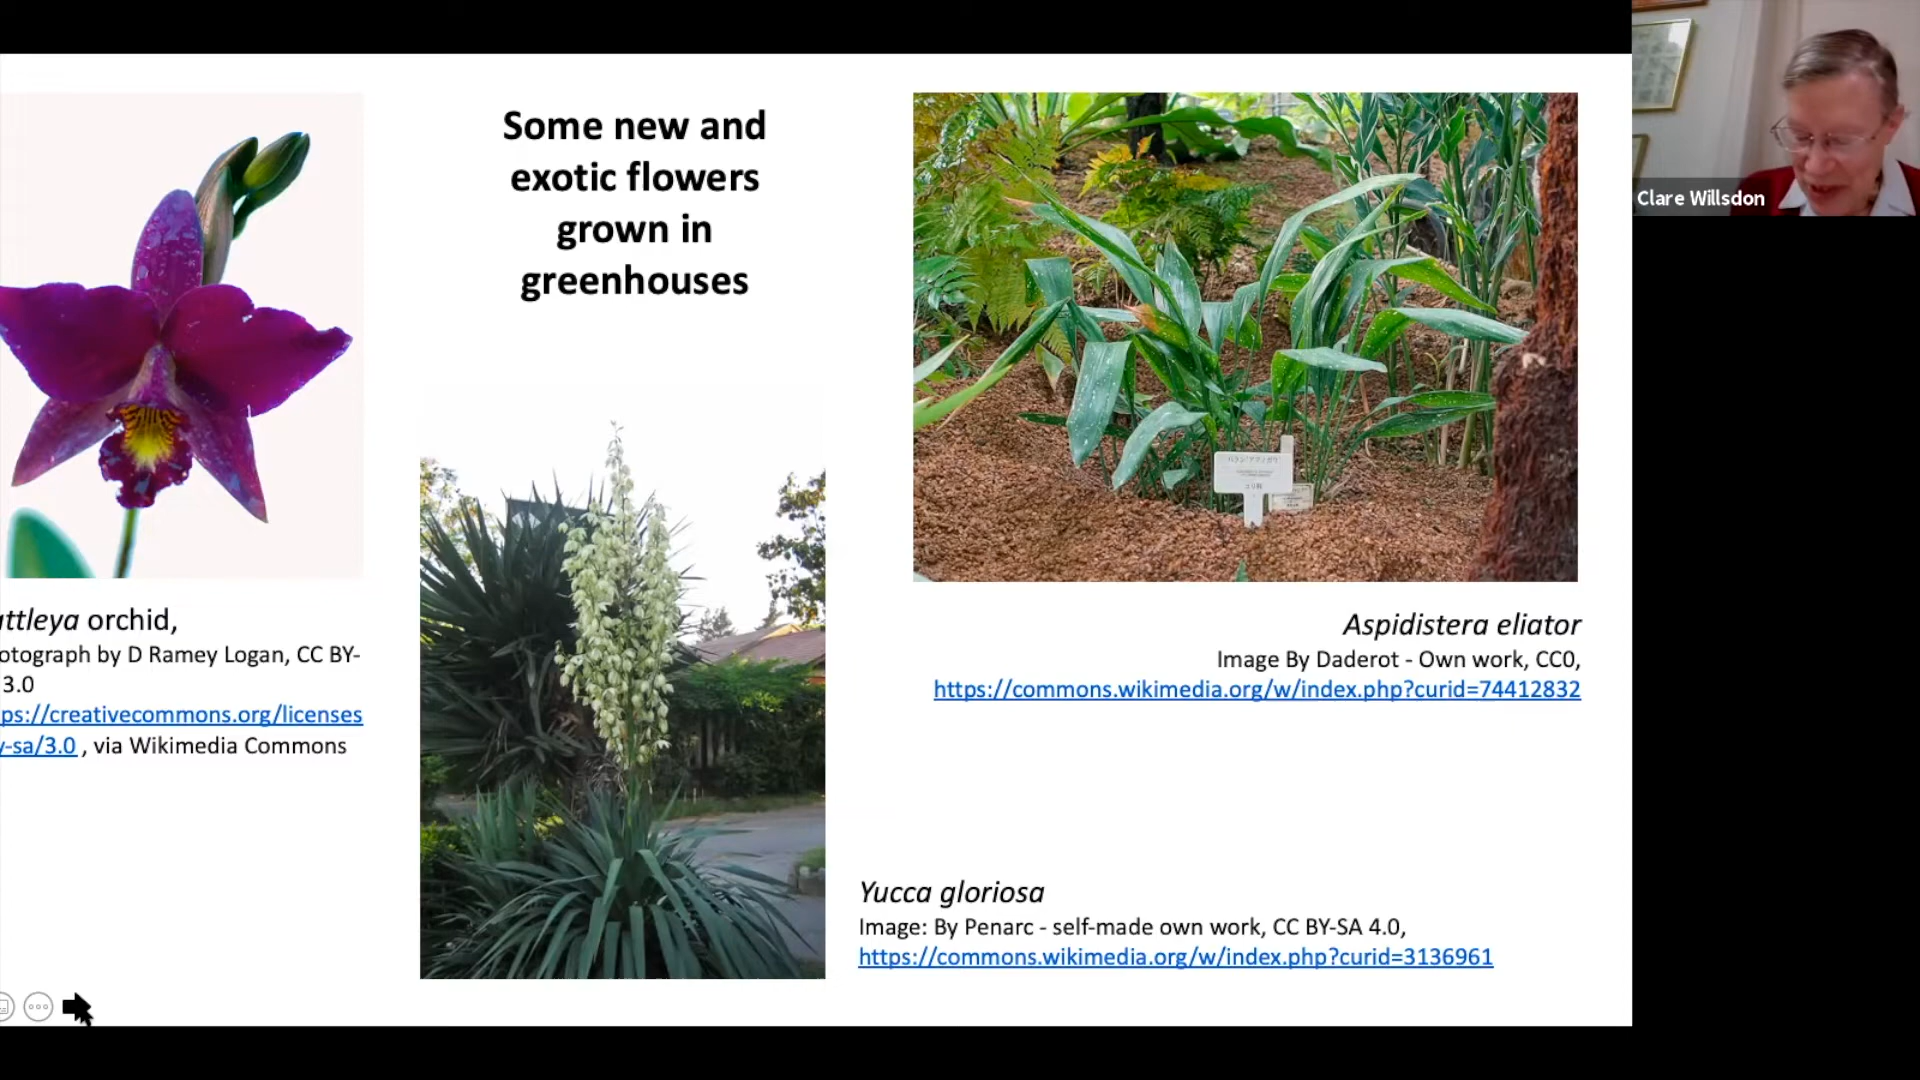 Some new and
exotic flowers
grown in
greenhouses
Clare Willsdon
ttleya orchid,
otograph by D Ramey Logan, CC BY-
3.0
ps://creativecommons.org/licenses
y-sa/3.0 , via Wikimedia Commons
Aspidistera eliator
Image By Daderot - Own work, CC0,
https://commons.wikimedia.org/w/index.php?curid=74412832
Yucca gloriosa
Image: By Penarc - self-made own work, CC BY-SA 4.0,
https://commons.wikimedia.org/w/index.php?curid=3136961